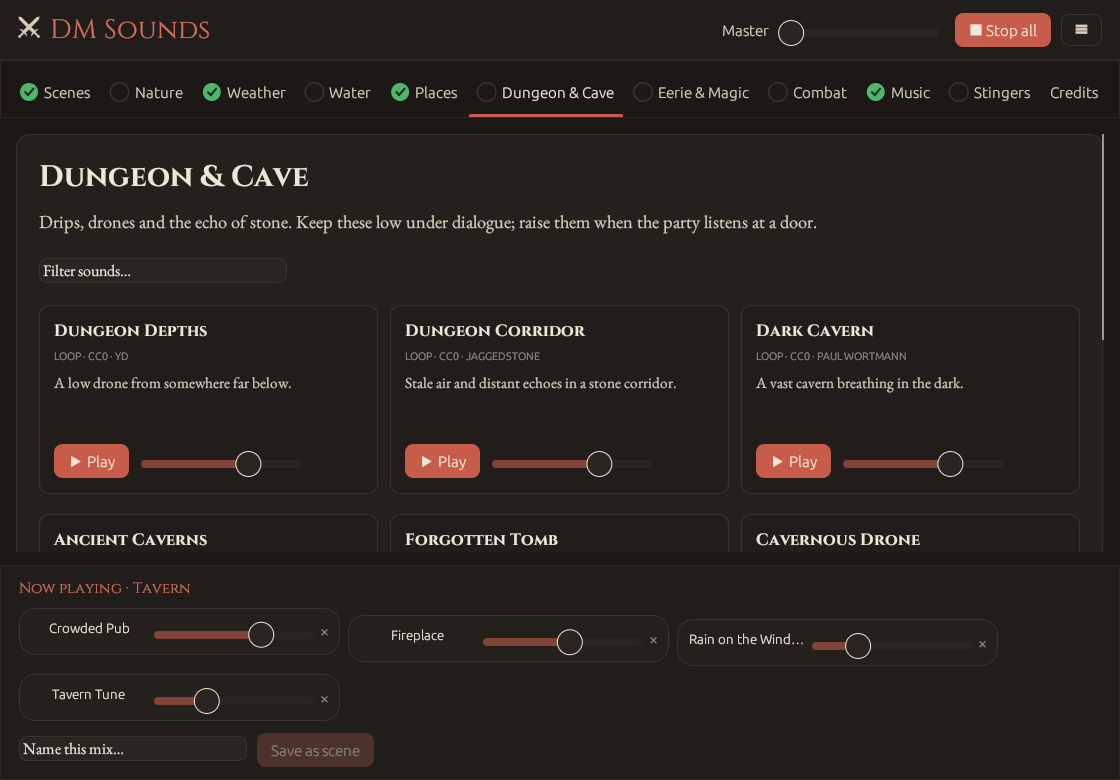 DM Sounds
Master
Stop all
Scenes Nature Weather Water Places Dungeon & Cave Eerie & Magic Combat Music Stingers Credits
Dungeon & Cave
Drips, drones and the echo of stone. Keep these low under dialogue; raise them when the party listens at a door.
Filter sounds...
Dungeon Depths
LOOP · CC0 · YD
A low drone from somewhere far below.
Play
Dungeon Corridor
LOOP · CC0 · JAGGEDSTONE
Stale air and distant echoes in a stone corridor.
Play
Dark Cavern
LOOP · CC0 · PAUL WORTMANN
A vast cavern breathing in the dark.
Play
Ancient Caverns
Forgotten Tomb
Cavernous Drone
Now playing · Tavern
Crowded Pub ×
Fireplace ×
Rain on the Wind... ×
Tavern Tune ×
Name this mix...
Save as scene